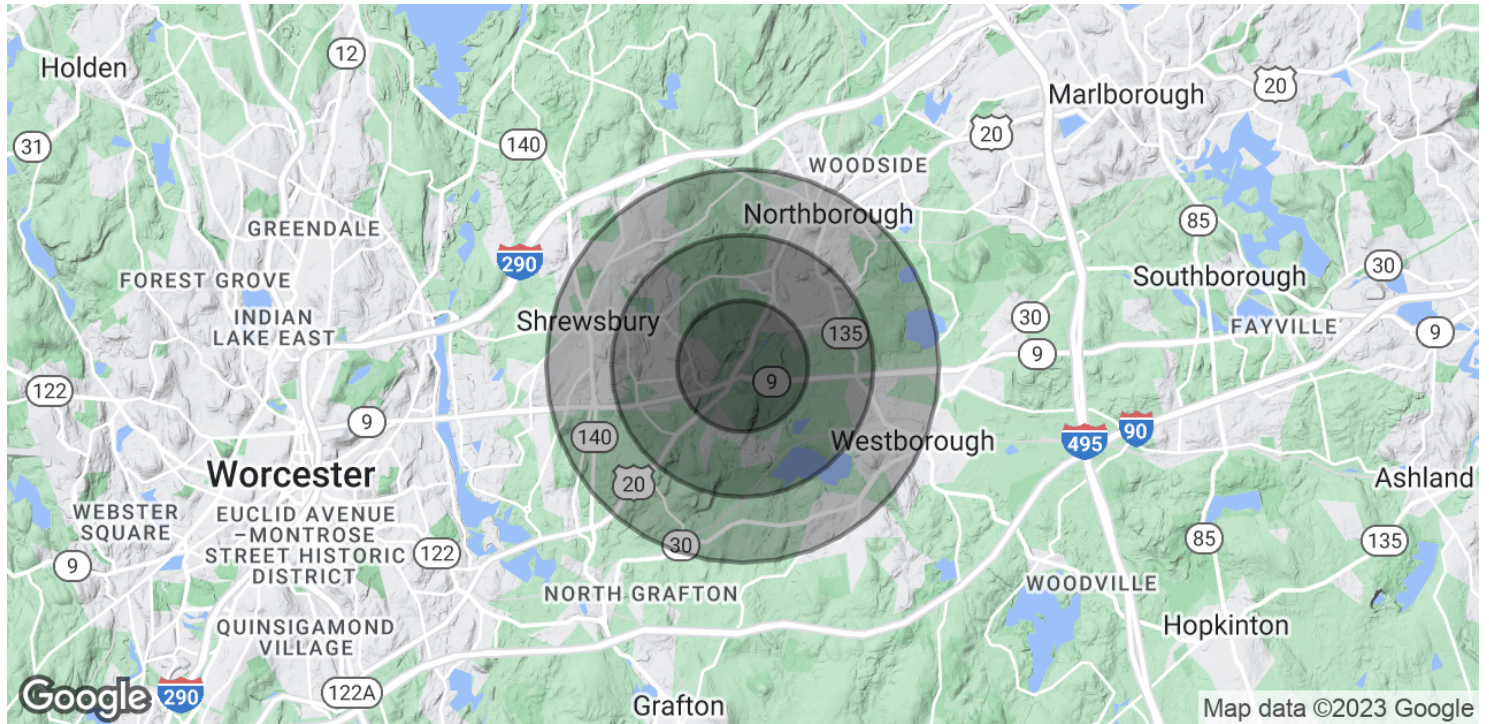 Holden
12
Marlborough
20
31
140
20
WOODSIDE
Northborough
85
GREENDALE
290
30
Southborough
FOREST GROVE
INDIAN
LAKE EAST
Shrewsbury
135
30
FAYVILLE
9
9
122
9
9
140
Westborough
495
90
Worcester
20
Ashland
WEBSTER
SQUARE
EUCLID AVENUE
–MONTROSE
STREET HISTORIC
DISTRICT
122
30
85
135
9
NORTH GRAFTON
WOODVILLE
QUINSIGAMOND
VILLAGE
Hopkinton
Google
290
122A
Grafton
Map data ©2023 Google